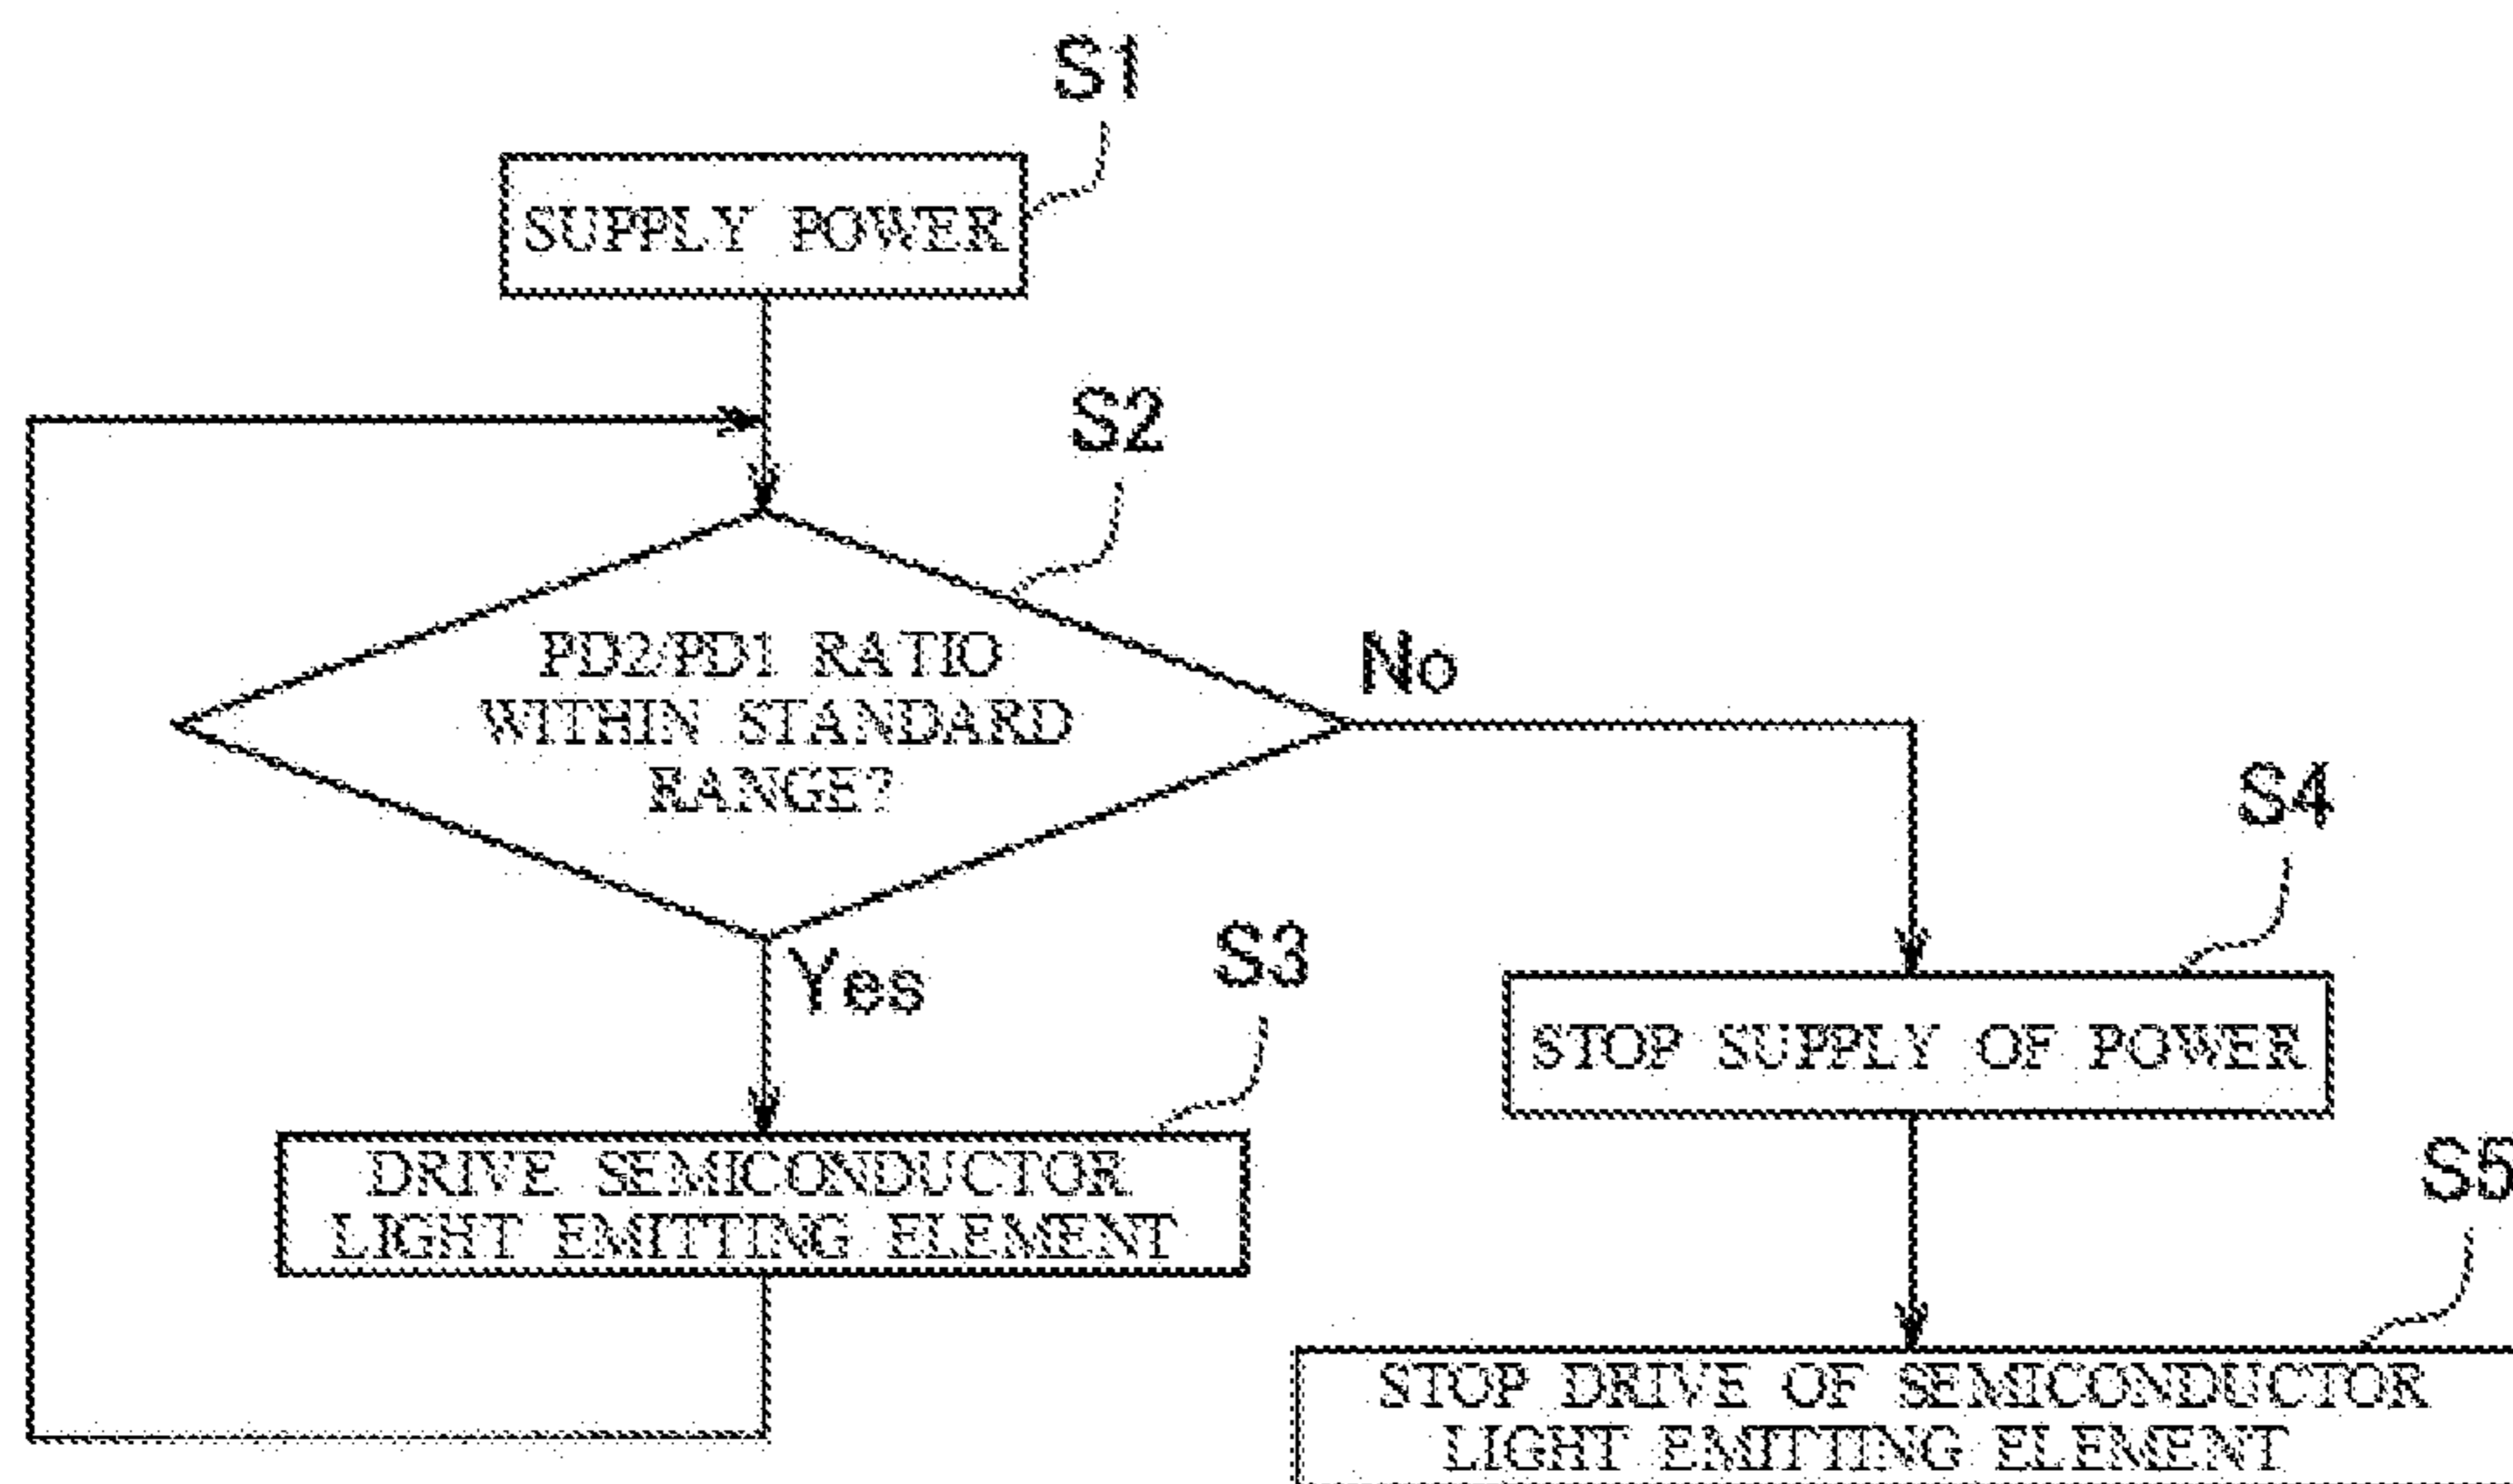 S1
SUPPLY POWER
S2
PD2/PD1 RATIO
WITHIN STANDARD
RANGE?
No
Yes
S3
DRIVE SEMICONDUCTOR
LIGHT EMITTING ELEMENT
S4
STOP SUPPLY OF POWER
S5
STOP DRIVE OF SEMICONDUCTOR
LIGHT EMITTING ELEMENT